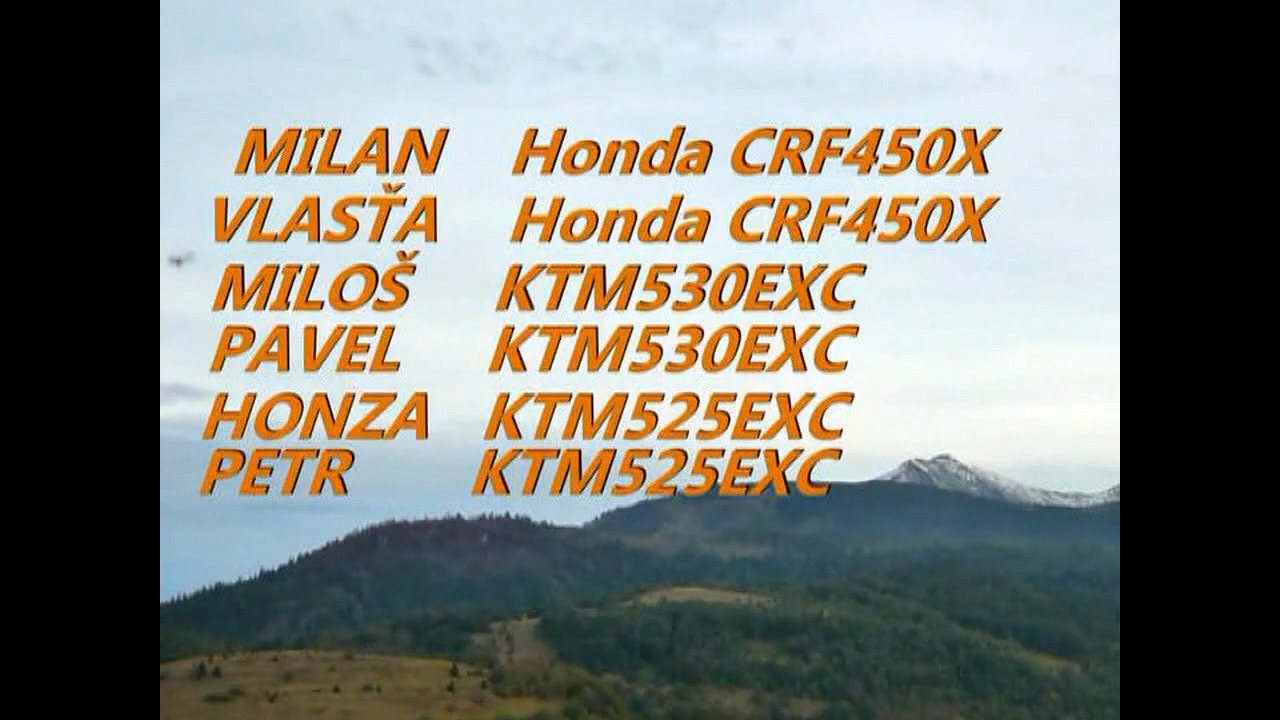 MILAN Honda CRF450X
VLASŤA Honda CRF450X
MILOŠ KTM530EXC
PAVEL KTM530EXC
HONZA KTM525EXC
PETR KTM525EXC